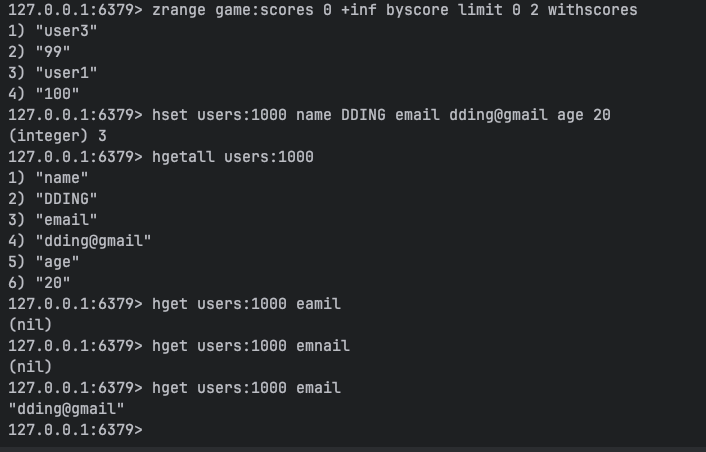 127.0.0.1:6379> zrange game:scores 0 +inf byscore limit 0 2 withscores
1) "user3"
2) "99"
3) "user1"
4) "100"
127.0.0.1:6379> hset users:1000 name DDING email dding@gmail age 20
(integer) 3
127.0.0.1:6379> hgetall users:1000
1) "name"
2) "DDING"
3) "email"
4) "dding@gmail"
5) "age"
6) "20"
127.0.0.1:6379> hget users:1000 eamil
(nil)
127.0.0.1:6379> hget users:1000 emnail
(nil)
127.0.0.1:6379> hget users:1000 email
"dding@gmail"
127.0.0.1:6379>